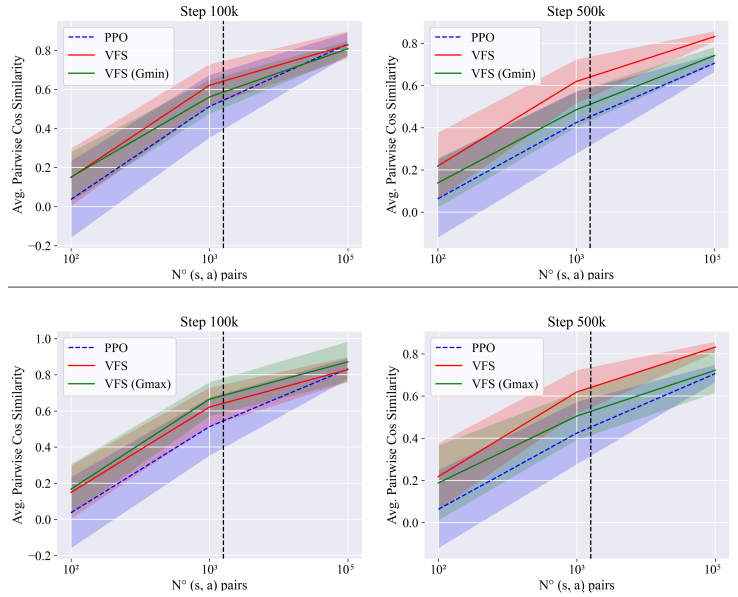 Step 100k
Avg. Pairwise Cos Similarity
0.8
0.6
0.4
0.2
0.0
−0.2
PPO
VFS
VFS (Gmin)
10²
10³
10⁵
N° (s, a) pairs
Step 500k
Avg. Pairwise Cos Similarity
0.8
0.6
0.4
0.2
0.0
PPO
VFS
VFS (Gmin)
10²
10³
10⁵
N° (s, a) pairs
Step 100k
Avg. Pairwise Cos Similarity
1.0
0.8
0.6
0.4
0.2
0.0
−0.2
PPO
VFS
VFS (Gmax)
10²
10³
10⁵
N° (s, a) pairs
Step 500k
Avg. Pairwise Cos Similarity
0.8
0.6
0.4
0.2
0.0
PPO
VFS
VFS (Gmax)
10²
10³
10⁵
N° (s, a) pairs